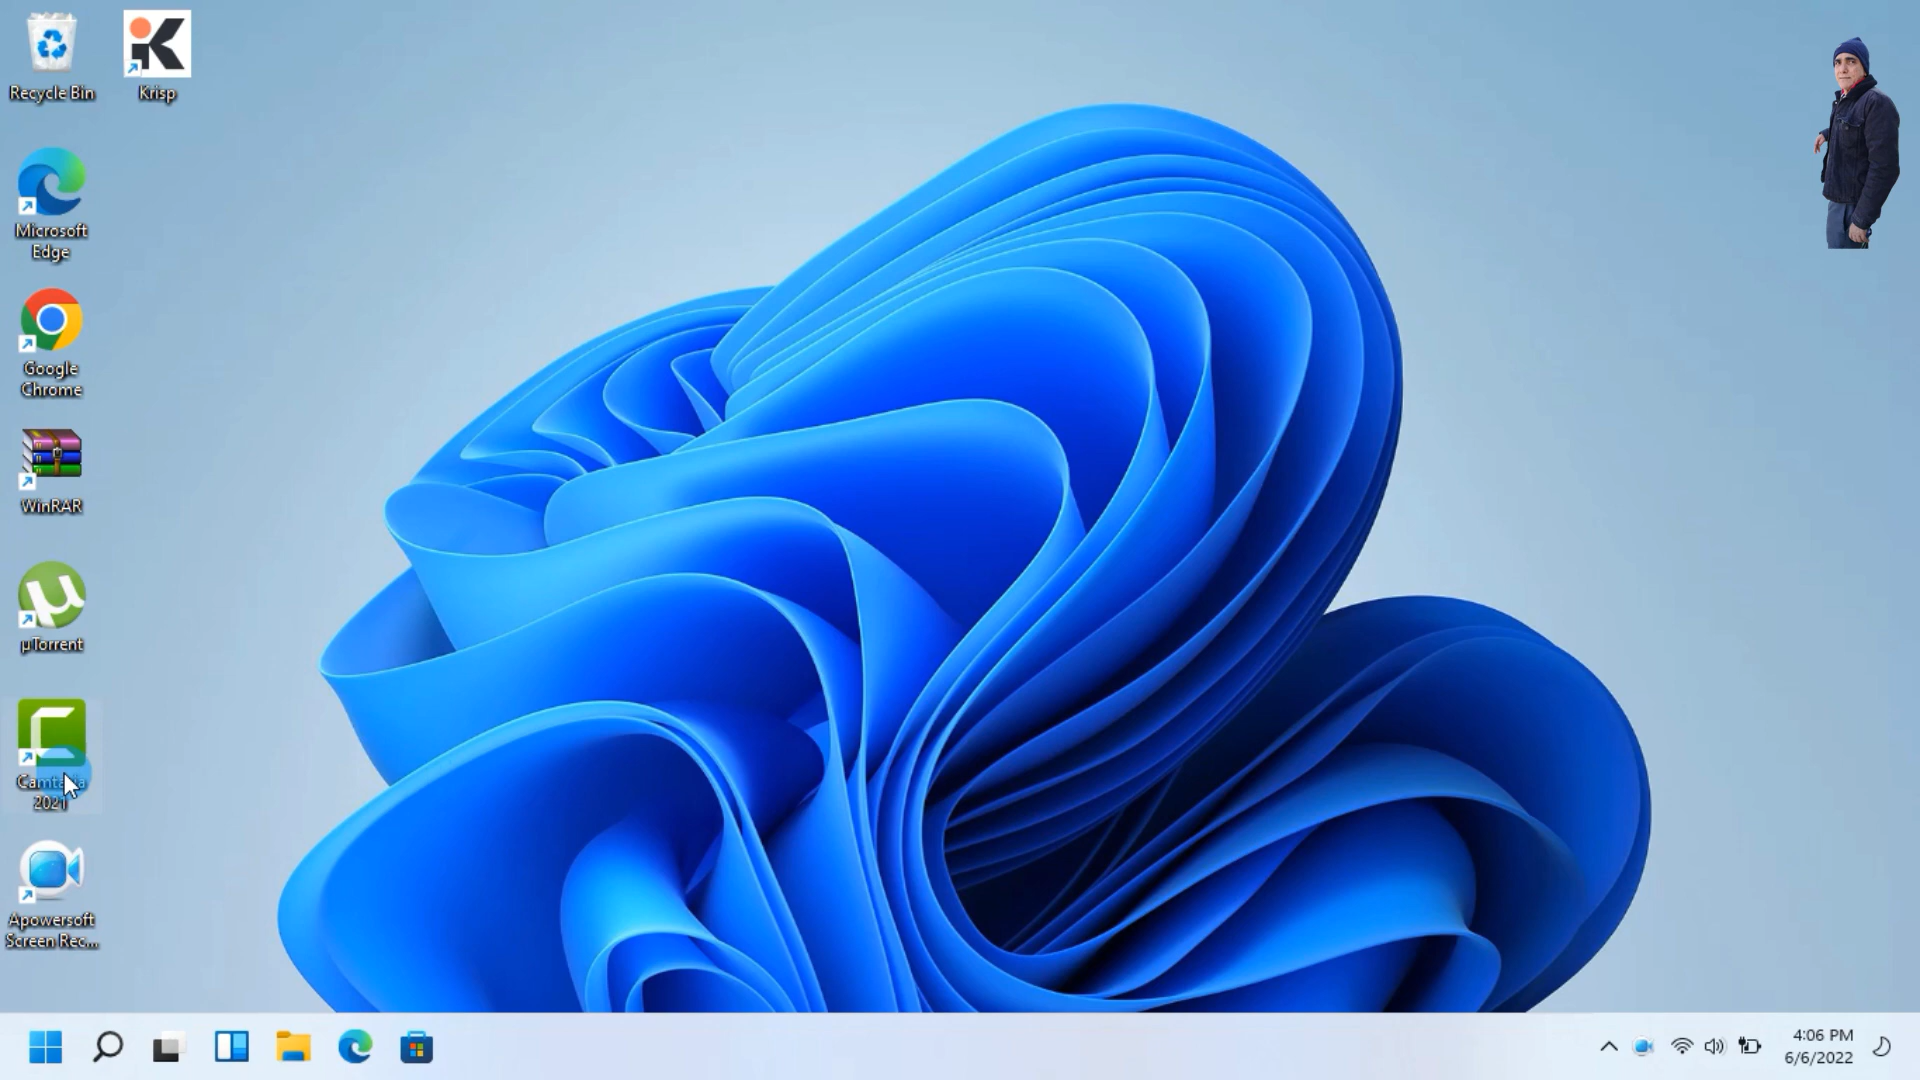 Recycle Bin
Krisp
Microsoft
Edge
Google
Chrome
WinRAR
µTorrent
Camtasia
2021
Apowersoft
Screen Rec...
4:06 PM
6/6/2022